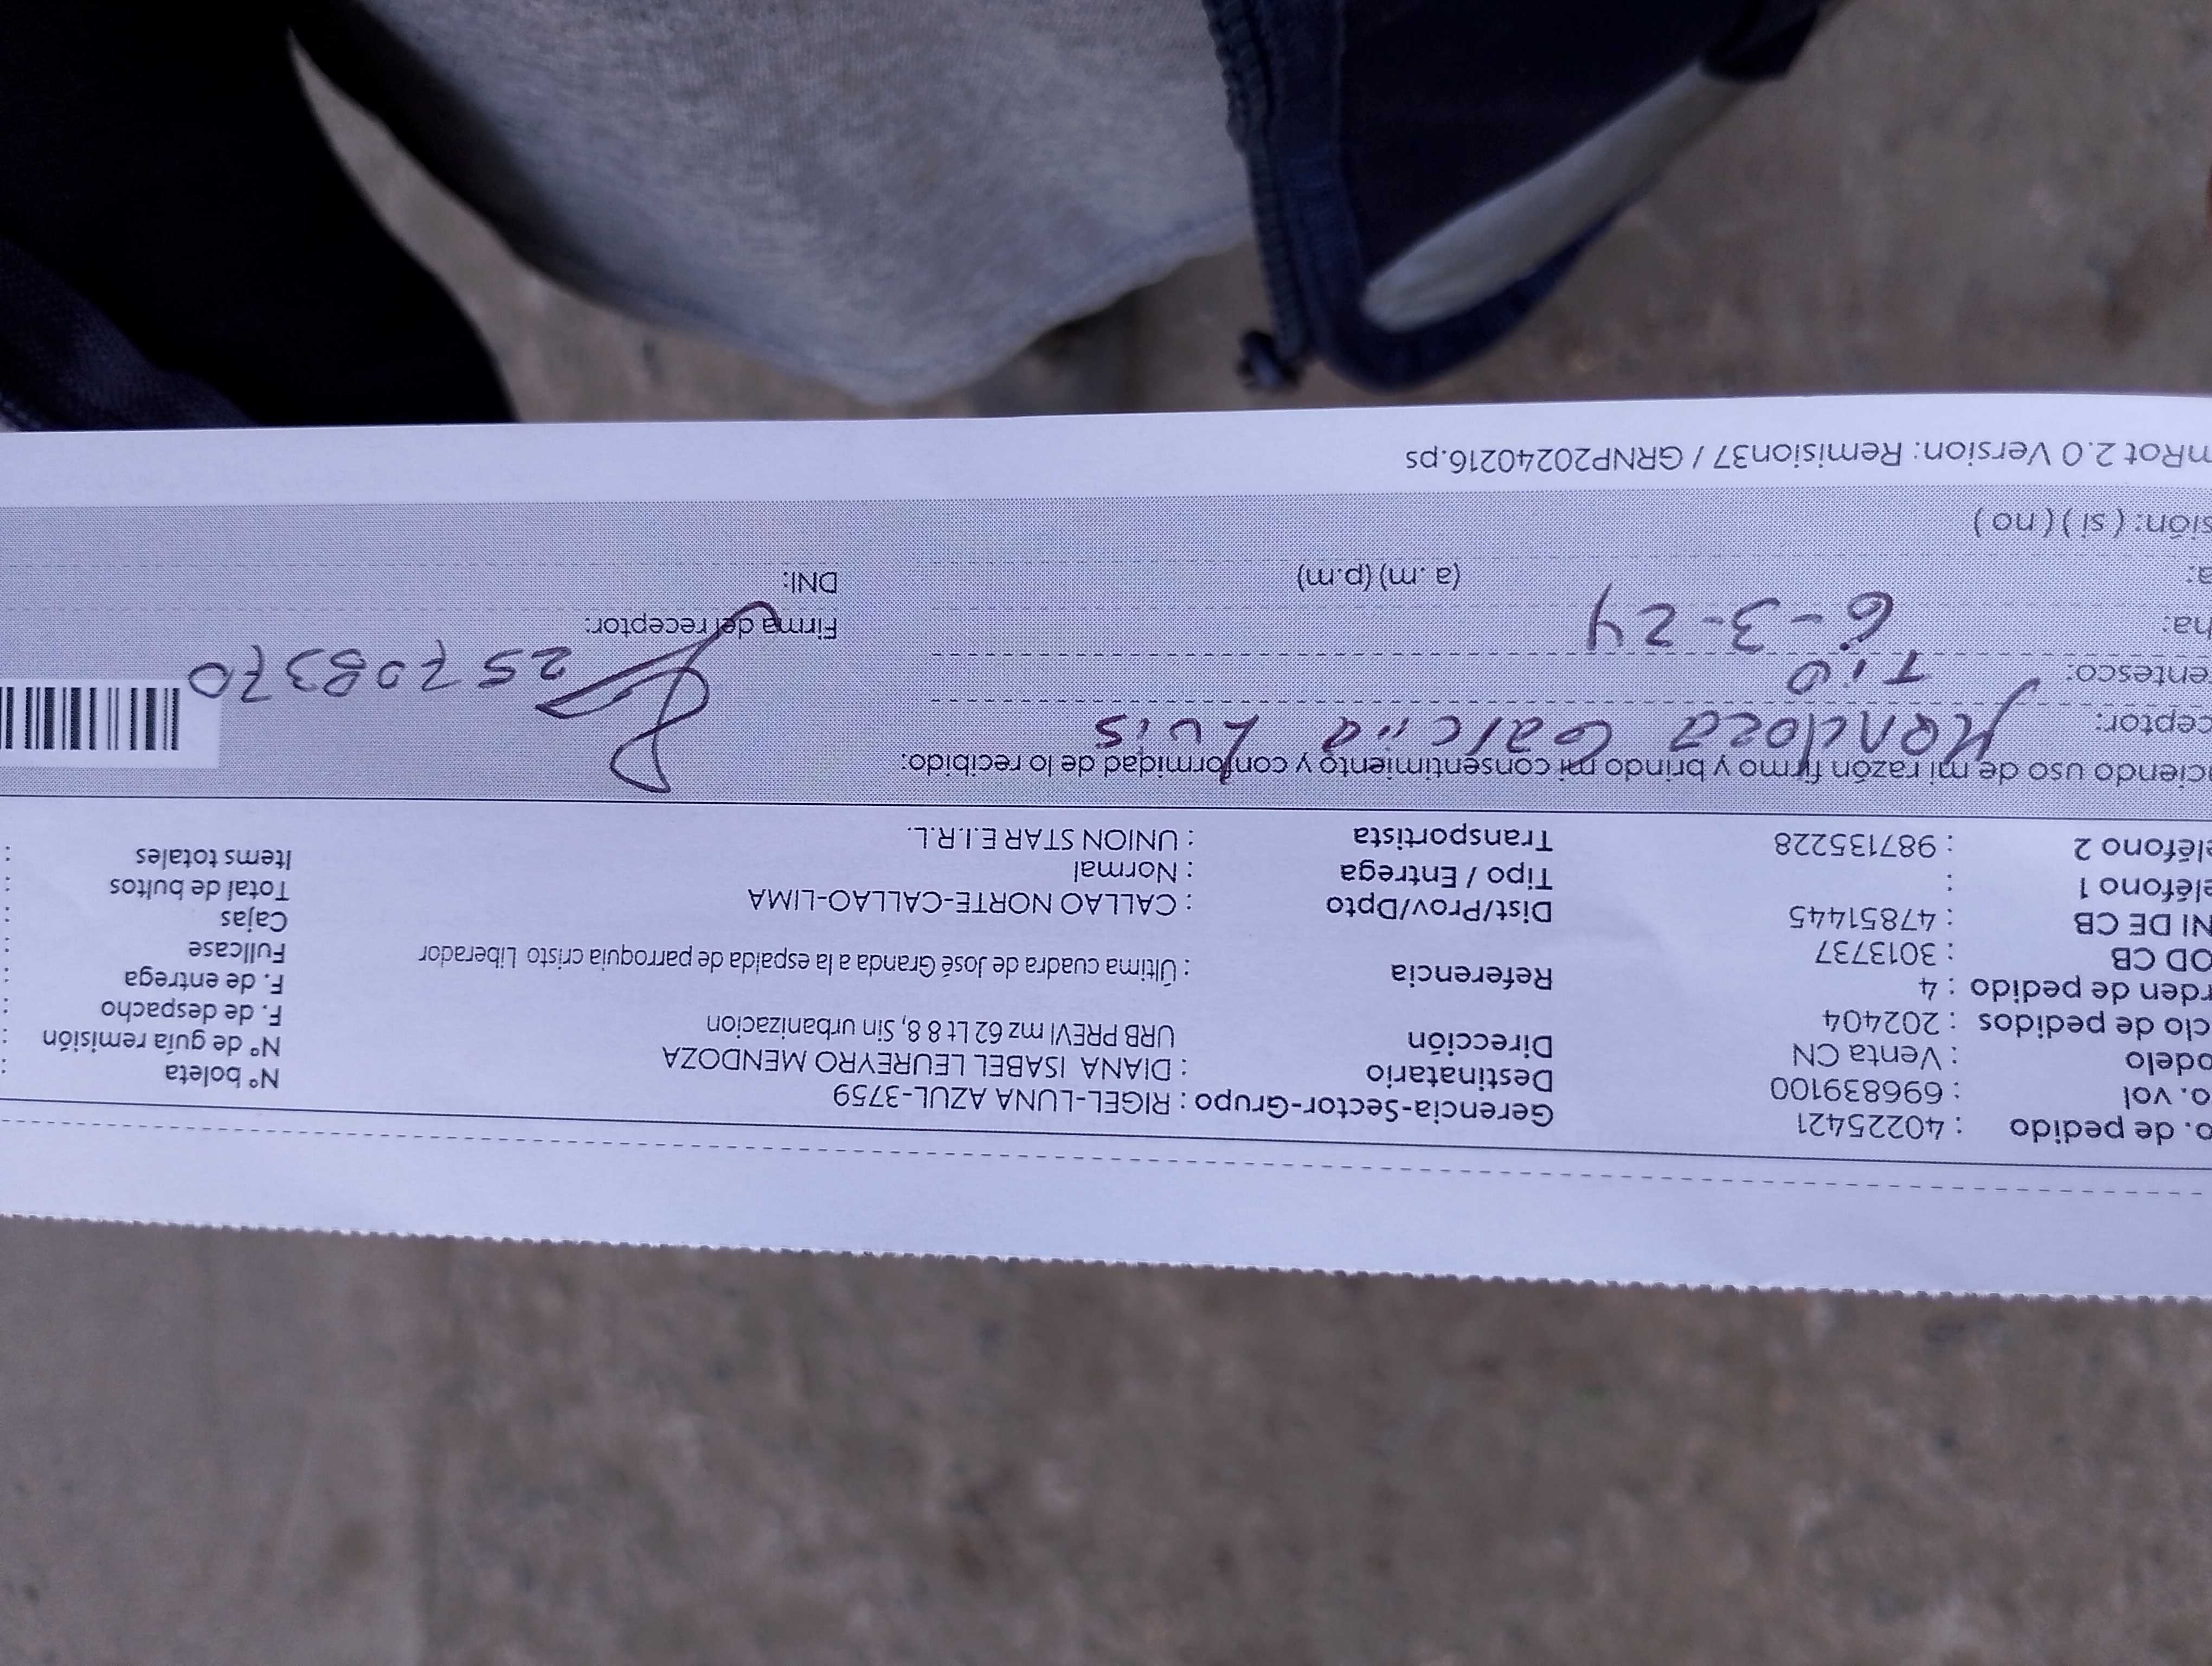 o. de pedido : 40225421 Gerencia-Sector-Grupo : RIGEL-LUNA AZUL-3759 N° boleta :
o. vol : 696839100 Destinatario : DIANA ISABEL LEUREYRO MENDOZA N° de guía remisión :
odelo : Venta CN Dirección URB PREVI mz 62 Lt 8 8, Sin urbanizacion F. de despacho :
clo de pedidos : 202404 F. de entrega :
rden de pedido : 4 Referencia : Última cuadra de José Granda a la espalda de parroquia cristo Liberador Fullcase :
OD CB : 3013737 Cajas :
NI DE CB : 47851445 Dist/Prov/Dpto : CALLAO NORTE-CALLAO-LIMA Total de bultos :
eléfono 1 : Tipo / Entrega : Normal Items totales :
eléfono 2 : 987135228 Transportista : UNION STAR E.I.R.L.
ciendo uso de mi razón firmo y brindo mi consentimiento y conformidad de lo recibido:
ceptor: Moncloa Garcia Luis
entesco: Tio 25708370
ha: 6-3-24 Firma del receptor:
a: (a.m) (p.m) DNI:
sión: ( si ) ( no )
mRot 2.0 Version: Remision37 / GRNP20240216.ps